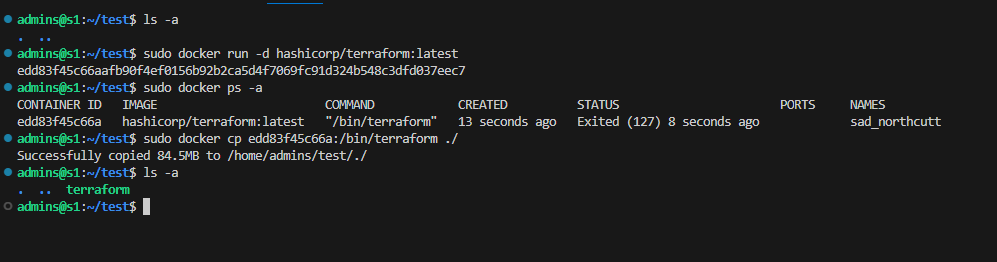 admins@s1:~/test$ ls -a
. ..
admins@s1:~/test$ sudo docker run -d hashicorp/terraform:latest
edd83f45c66aafb90f4ef0156b92b2ca5d4f7069fc91d324b548c3dfd037eec7
admins@s1:~/test$ sudo docker ps -a
CONTAINER ID IMAGE COMMAND CREATED STATUS PORTS NAMES
edd83f45c66a hashicorp/terraform:latest "/bin/terraform" 13 seconds ago Exited (127) 8 seconds ago sad_northcutt
admins@s1:~/test$ sudo docker cp edd83f45c66a:/bin/terraform ./
Successfully copied 84.5MB to /home/admins/test/./
admins@s1:~/test$ ls -a
. .. terraform
admins@s1:~/test$